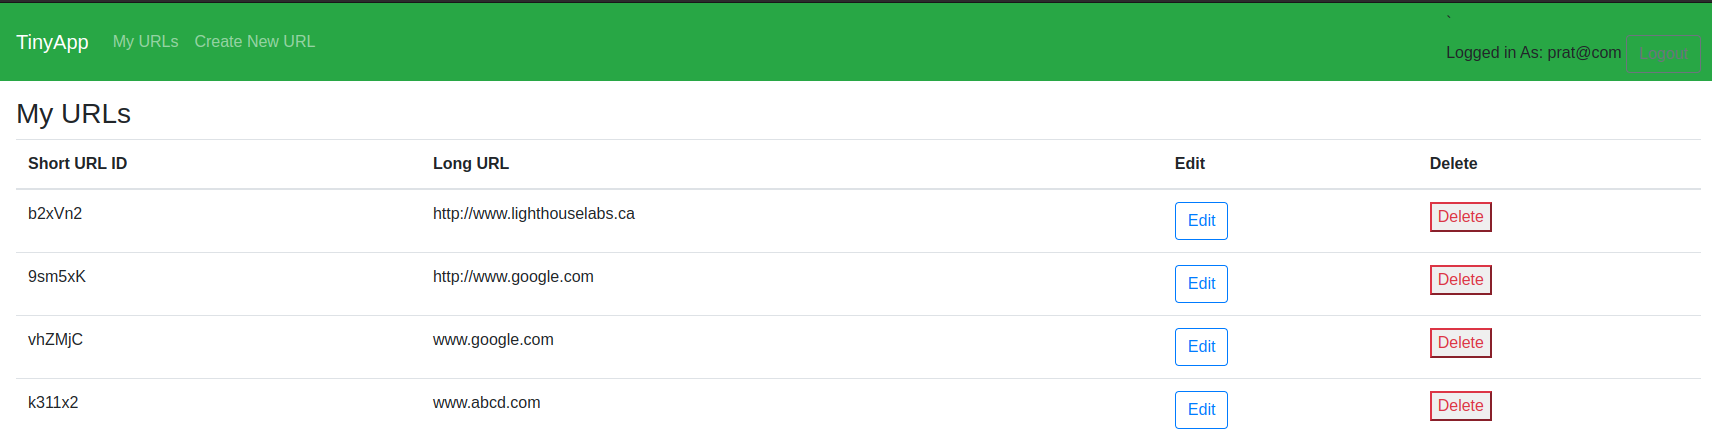 `
TinyApp My URLs Create New URL Logged in As: prat@com Logout
My URLs
Short URL ID Long URL Edit Delete
b2xVn2 http://www.lighthouselabs.ca Edit Delete
9sm5xK http://www.google.com Edit Delete
vhZMjC www.google.com Edit Delete
k311x2 www.abcd.com Edit Delete